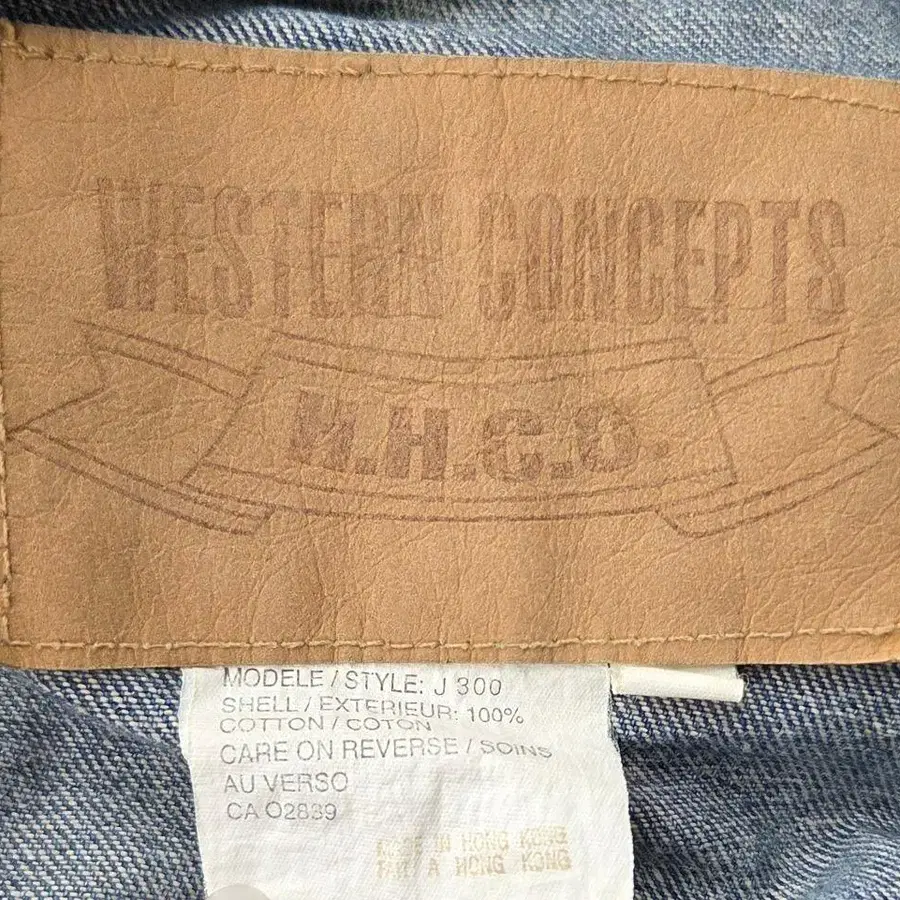 WESTERN CONCEPTS
H.H.C.O.
MODELE / STYLE: J 300
SHELL / EXTERIEUR: 100%
COTTON / COTON
CARE ON REVERSE / SOINS
AU VERSO
CA 02839
MADE IN HONG KONG
FAIT A HONG KONG